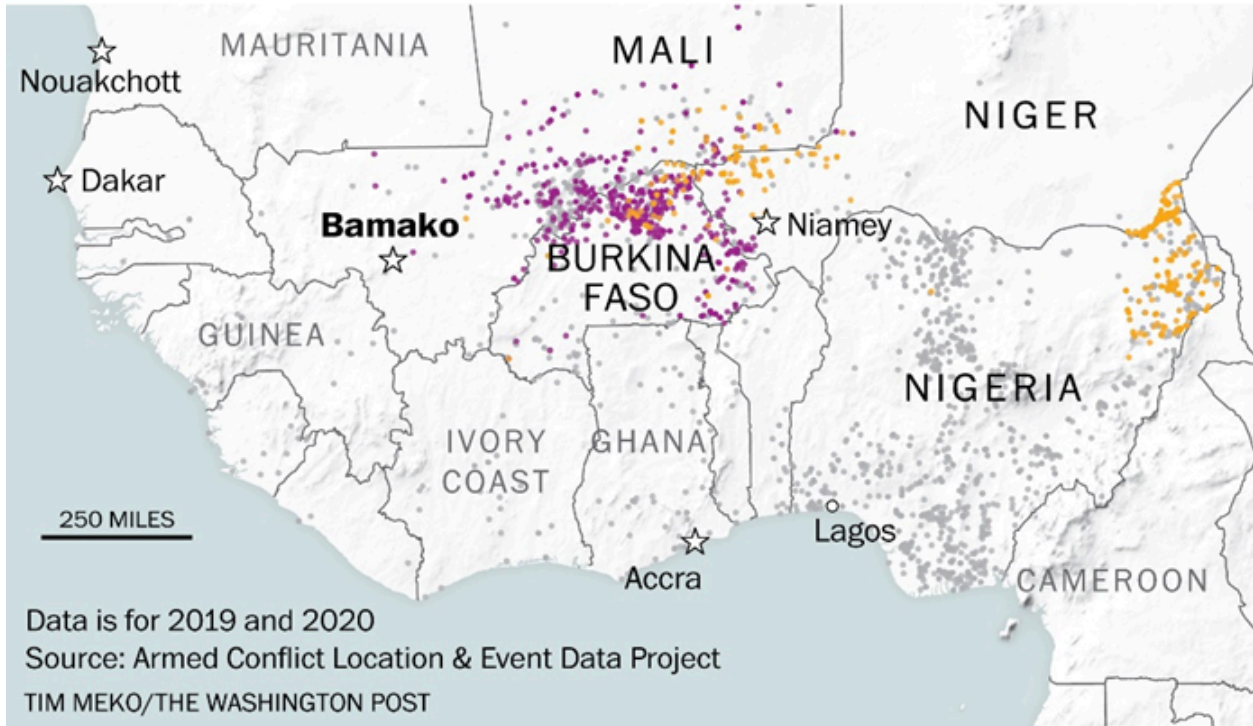 MAURITANIA
MALI
Nouakchott
NIGER
Dakar
Bamako
Niamey
BURKINA
FASO
GUINEA
NIGERIA
IVORY
COAST
GHANA
250 MILES
Lagos
Accra
CAMEROON
Data is for 2019 and 2020
Source: Armed Conflict Location & Event Data Project
TIM MEKO/THE WASHINGTON POST